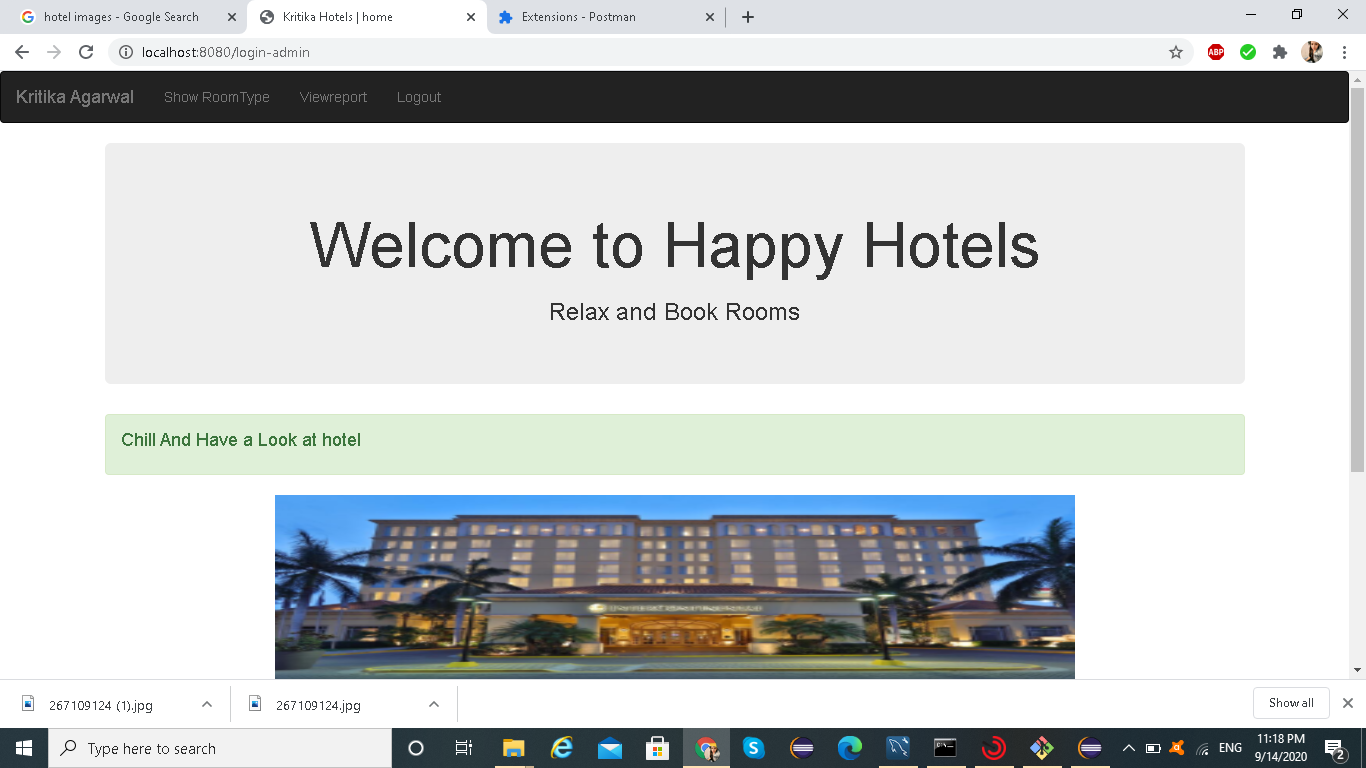 hotel images - Google Search
Kritika Hotels | home
Extensions - Postman
localhost:8080/login-admin
ABP
Kritika Agarwal
Show RoomType
Viewreport
Logout
Welcome to Happy Hotels
Relax and Book Rooms
Chill And Have a Look at hotel
267109124 (1).jpg
267109124.jpg
Show all
Type here to search
ENG
11:18 PM
9/14/2020
2